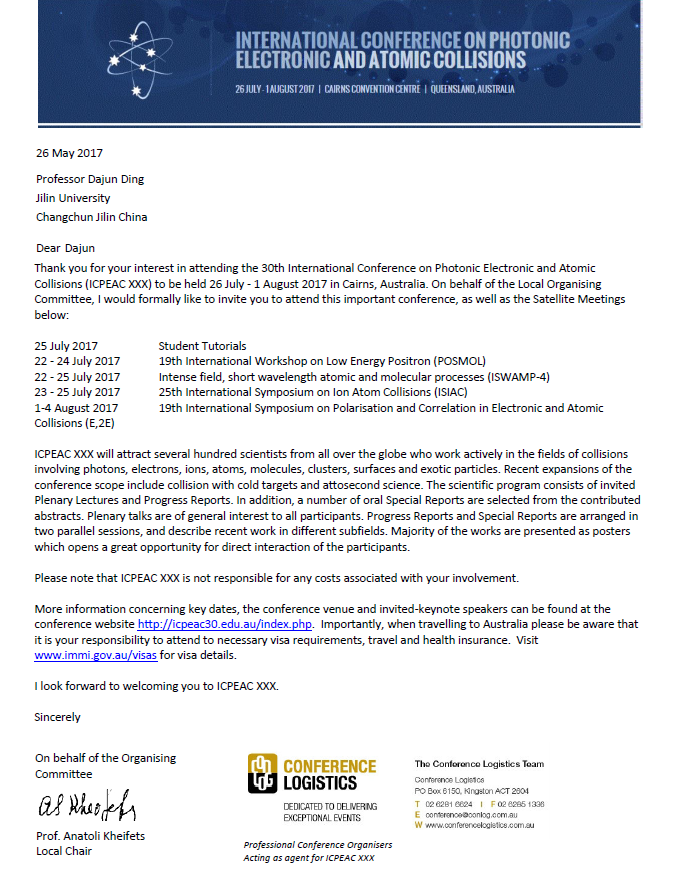 INTERNATIONAL CONFERENCE ON PHOTONIC
ELECTRONIC AND ATOMIC COLLISIONS
26 JULY - 1 AUGUST 2017 | CAIRNS CONVENTION CENTRE | QUEENSLAND, AUSTRALIA
26 May 2017
Professor Dajun Ding
Jilin University
Changchun Jilin China
Dear Dajun
Thank you for your interest in attending the 30th International Conference on Photonic Electronic and Atomic
Collisions (ICPEAC XXX) to be held 26 July - 1 August 2017 in Cairns, Australia. On behalf of the Local Organising
Committee, I would formally like to invite you to attend this important conference, as well as the Satellite Meetings
below:
25 July 2017 Student Tutorials
22 - 24 July 2017 19th International Workshop on Low Energy Positron (POSMOL)
22 - 25 July 2017 Intense field, short wavelength atomic and molecular processes (ISWAMP-4)
23 - 25 July 2017 25th International Symposium on Ion Atom Collisions (ISIAC)
1-4 August 2017 19th International Symposium on Polarisation and Correlation in Electronic and Atomic
Collisions (E,2E)
ICPEAC XXX will attract several hundred scientists from all over the globe who work actively in the fields of collisions
involving photons, electrons, ions, atoms, molecules, clusters, surfaces and exotic particles. Recent expansions of the
conference scope include collision with cold targets and attosecond science. The scientific program consists of invited
Plenary Lectures and Progress Reports. In addition, a number of oral Special Reports are selected from the contributed
abstracts. Plenary talks are of general interest to all participants. Progress Reports and Special Reports are arranged in
two parallel sessions, and describe recent work in different subfields. Majority of the works are presented as posters
which opens a great opportunity for direct interaction of the participants.
Please note that ICPEAC XXX is not responsible for any costs associated with your involvement.
More information concerning key dates, the conference venue and invited-keynote speakers can be found at the
conference website http://icpeac30.edu.au/index.php. Importantly, when travelling to Australia please be aware that
it is your responsibility to attend to necessary visa requirements, travel and health insurance. Visit
www.immi.gov.au/visas for visa details.
I look forward to welcoming you to ICPEAC XXX.
Sincerely
On behalf of the Organising
Committee
Prof. Anatoli Kheifets
Local Chair
CONFERENCE
LOGISTICS
DEDICATED TO DELIVERING
EXCEPTIONAL EVENTS
Professional Conference Organisers
Acting as agent for ICPEAC XXX
The Conference Logistics Team
Conference Logistics
PO Box 6150, Kingston ACT 2604
T 02 6281 6624 | F 02 6285 1336
E conference@conlog.com.au
W www.conferencelogistics.com.au